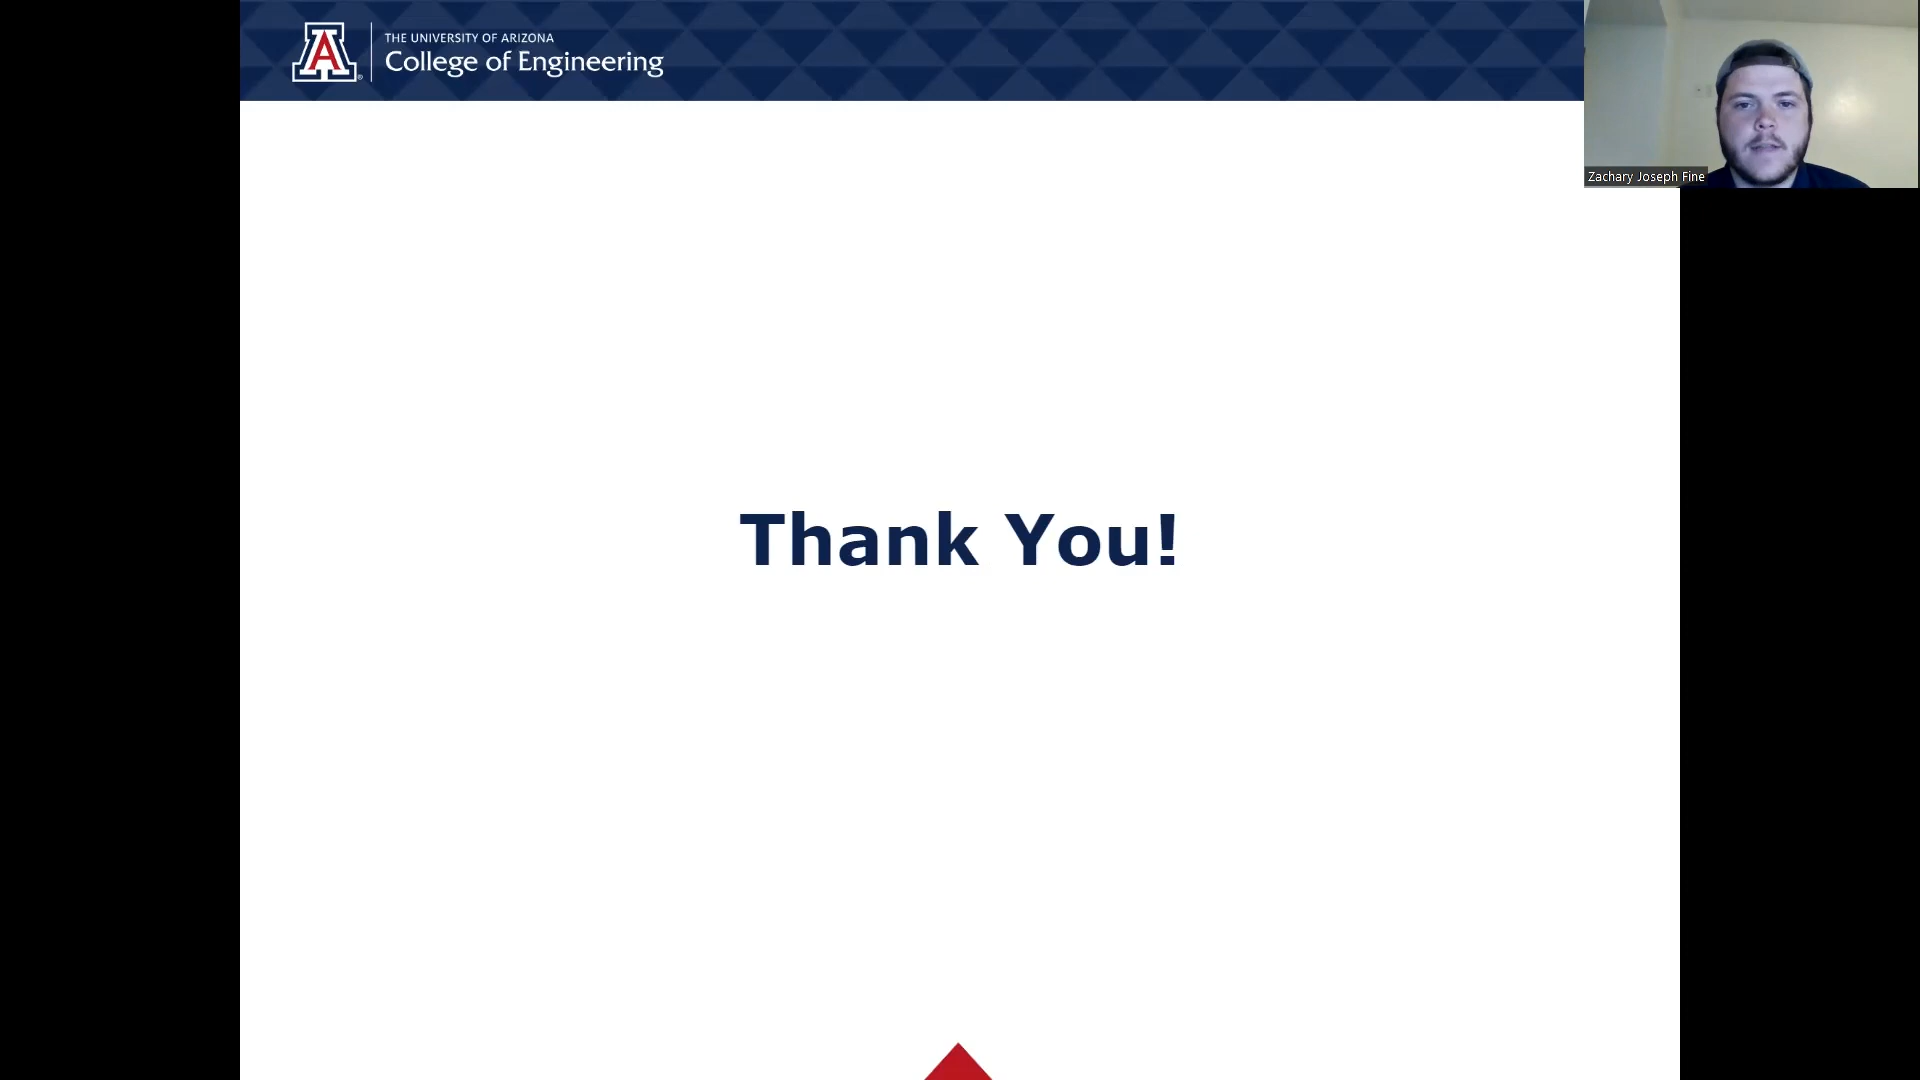 A
THE UNIVERSITY OF ARIZONA
College of Engineering
Zachary Joseph Fine
Thank You!